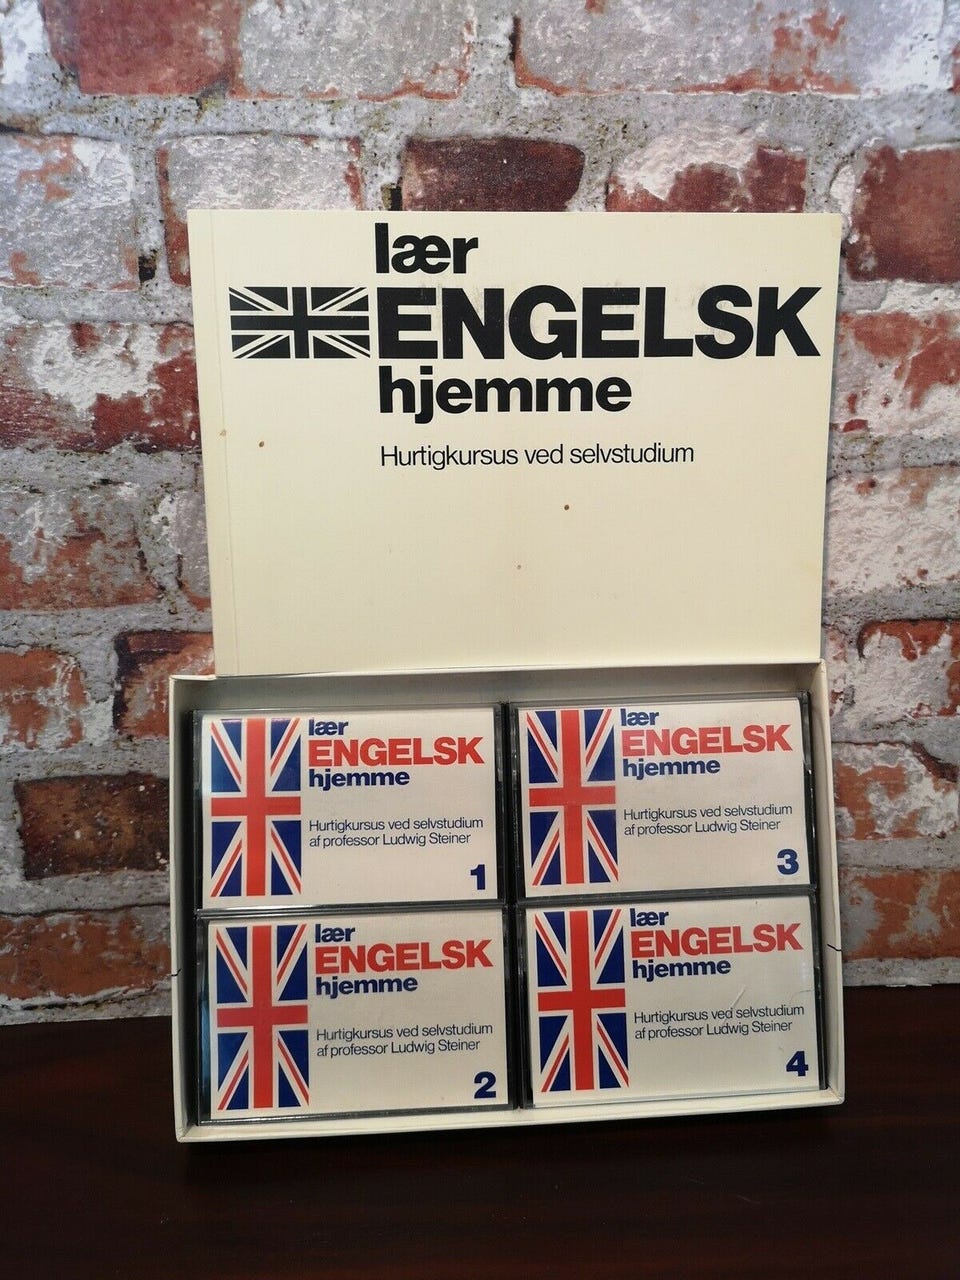 lær
ENGELSK
hjemme
Hurtigkursus ved selvstudium
lær
ENGELSK
hjemme
Hurtigkursus ved selvstudium
af professor Ludwig Steiner
1
lær
ENGELSK
hjemme
Hurtigkursus ved selvstudium
af professor Ludwig Steiner
3
lær
ENGELSK
hjemme
Hurtigkursus ved selvstudium
af professor Ludwig Steiner
2
lær
ENGELSK
hjemme
Hurtigkursus ved selvstudium
af professor Ludwig Steiner
4